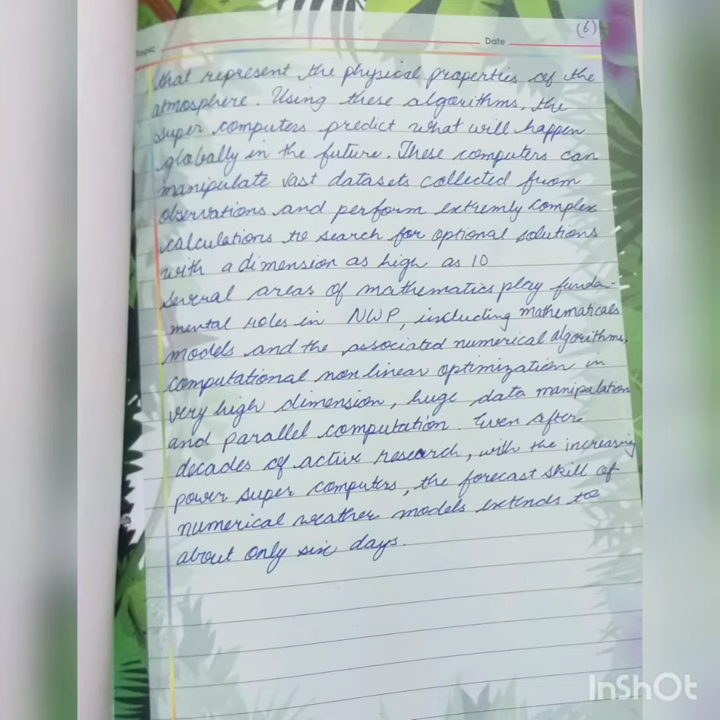 (6)
Topic Date
that represent the physical properties of the
atmosphere. Using these algorithms, the
super computers predict what will happen
globally in the future. These computers can
manipulate vast datasets collected from
observations and perform extremly complex
calculations to search for optional solutions
with a dimension as high as 10
Several areas of mathematics play funda-
mental roles in NWP, including mathematicals
models and the associated numerical algorithms,
computational nonlinear optimization in
very high dimension, huge data manipulation
and parallel computation. Even after
decades of active research, with the increasing
power super computers, the forecast skill of
numerical weather models extends to
about only six days.
InShOt